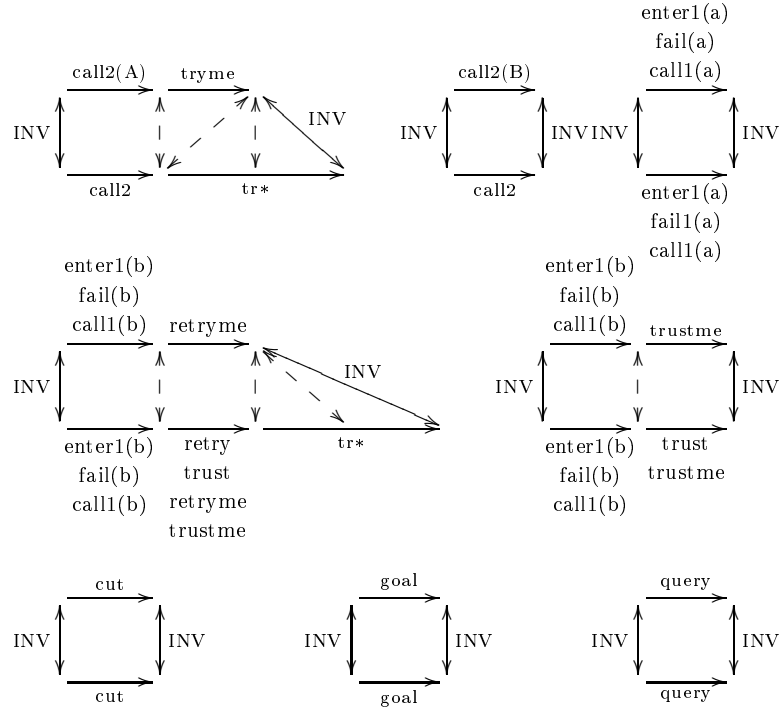 enter1(a)
fail(a)
call2(A) tryme call2(B) call1(a)
INV INV INV INV INV INV
call2 tr* call2 enter1(a)
fail1(a)
call1(a)
enter1(b) enter1(b)
fail(b) fail(b)
call1(b) retryme call1(b) trustme
INV INV INV INV
enter1(b) retry tr* enter1(b) trust
fail(b) trust fail(b) trustme
call1(b) retryme call1(b)
trustme
cut goal query
INV INV INV INV INV INV
cut goal query